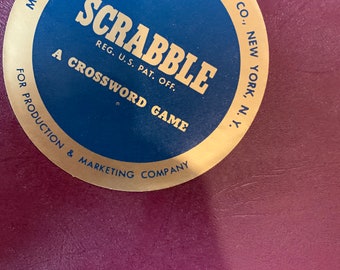 M
CO., NEW YORK, N. Y.
SCRABBLE
REG. U.S. PAT. OFF.
A CROSSWORD GAME
FOR PRODUCTION & MARKETING COMPANY